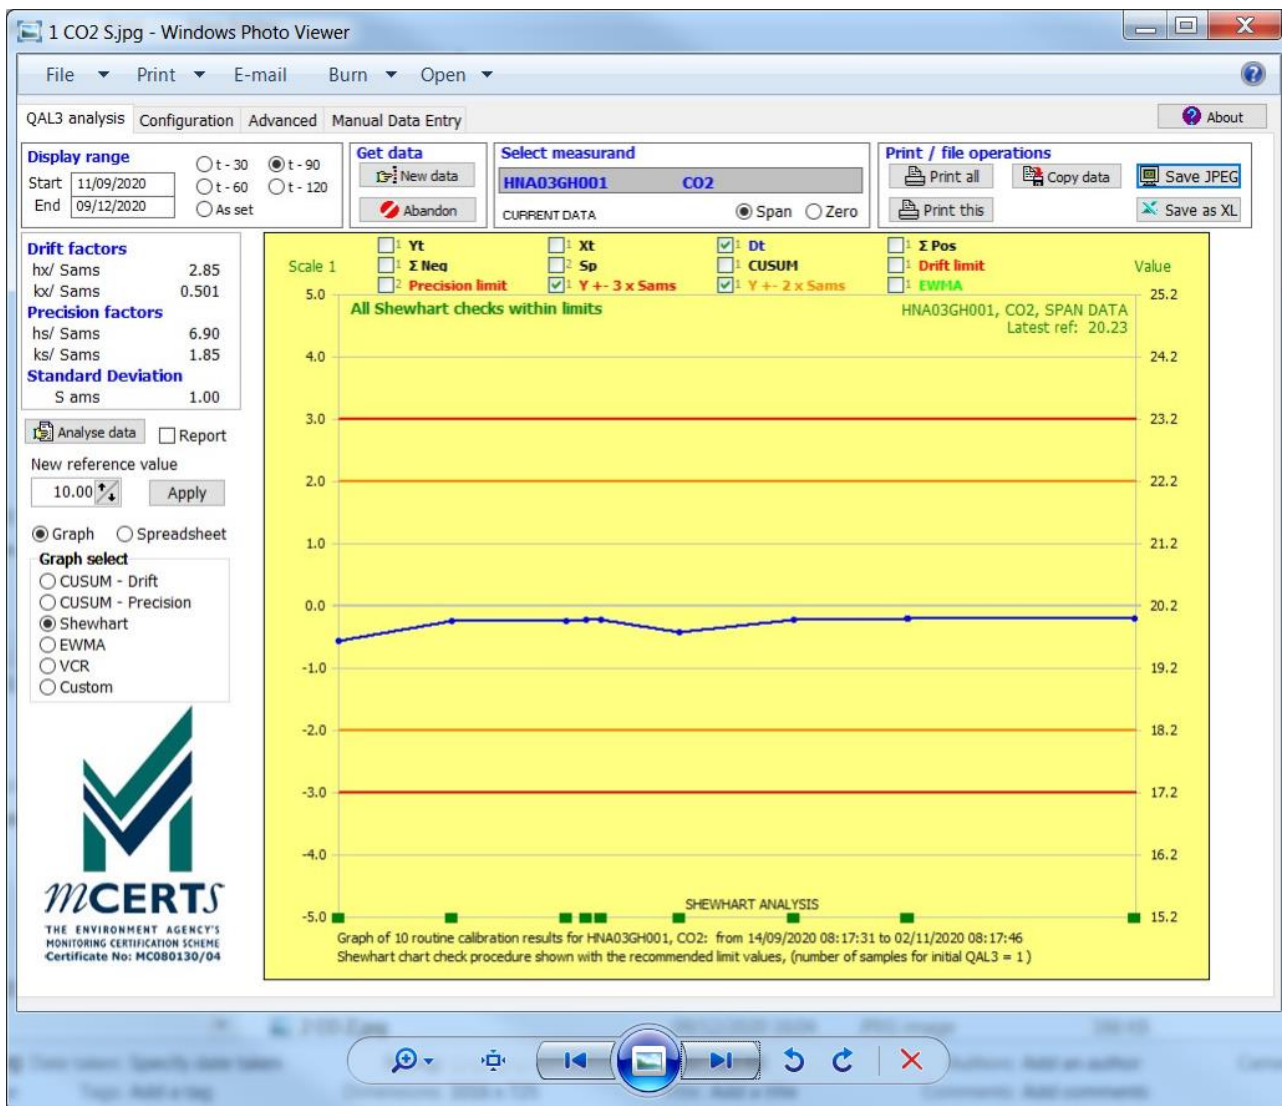 1 CO2 S.jpg - Windows Photo Viewer
File Print E-mail Burn Open
QAL3 analysis Configuration Advanced Manual Data Entry About
Display range
Start 11/09/2020
End 09/12/2020
t - 30 t - 90
t - 60 t - 120
As set
Get data
New data
Abandon
Select measurand
HNA03GH001 CO2
CURRENT DATA Span Zero
Print / file operations
Print all Copy data Save JPEG
Print this Save as XL
Drift factors
hx/ Sams 2.85
kx/ Sams 0.501
Precision factors
hs/ Sams 6.90
ks/ Sams 1.85
Standard Deviation
S ams 1.00
Analyse data Report
New reference value
10.00 Apply
Graph Spreadsheet
Graph select
CUSUM - Drift
CUSUM - Precision
Shewhart
EWMA
VCR
Custom
mCERTS
THE ENVIRONMENT AGENCY'S
MONITORING CERTIFICATION SCHEME
Certificate No: MC080130/04
1 Yt 1 Xt 1 Dt 1 Σ Pos
Scale 1 1 Σ Neg 2 Sp 1 CUSUM 1 Drift limit Value
2 Precision limit 1 Y +- 3 x Sams 1 Y +- 2 x Sams 1 EWMA
5.0 25.2
All Shewhart checks within limits HNA03GH001, CO2, SPAN DATA
Latest ref: 20.23
4.0 24.2
3.0 23.2
2.0 22.2
1.0 21.2
0.0 20.2
-1.0 19.2
-2.0 18.2
-3.0 17.2
-4.0 16.2
SHEWHART ANALYSIS
-5.0 15.2
Graph of 10 routine calibration results for HNA03GH001, CO2: from 14/09/2020 08:17:31 to 02/11/2020 08:17:46
Shewhart chart check procedure shown with the recommended limit values, (number of samples for initial QAL3 = 1 )